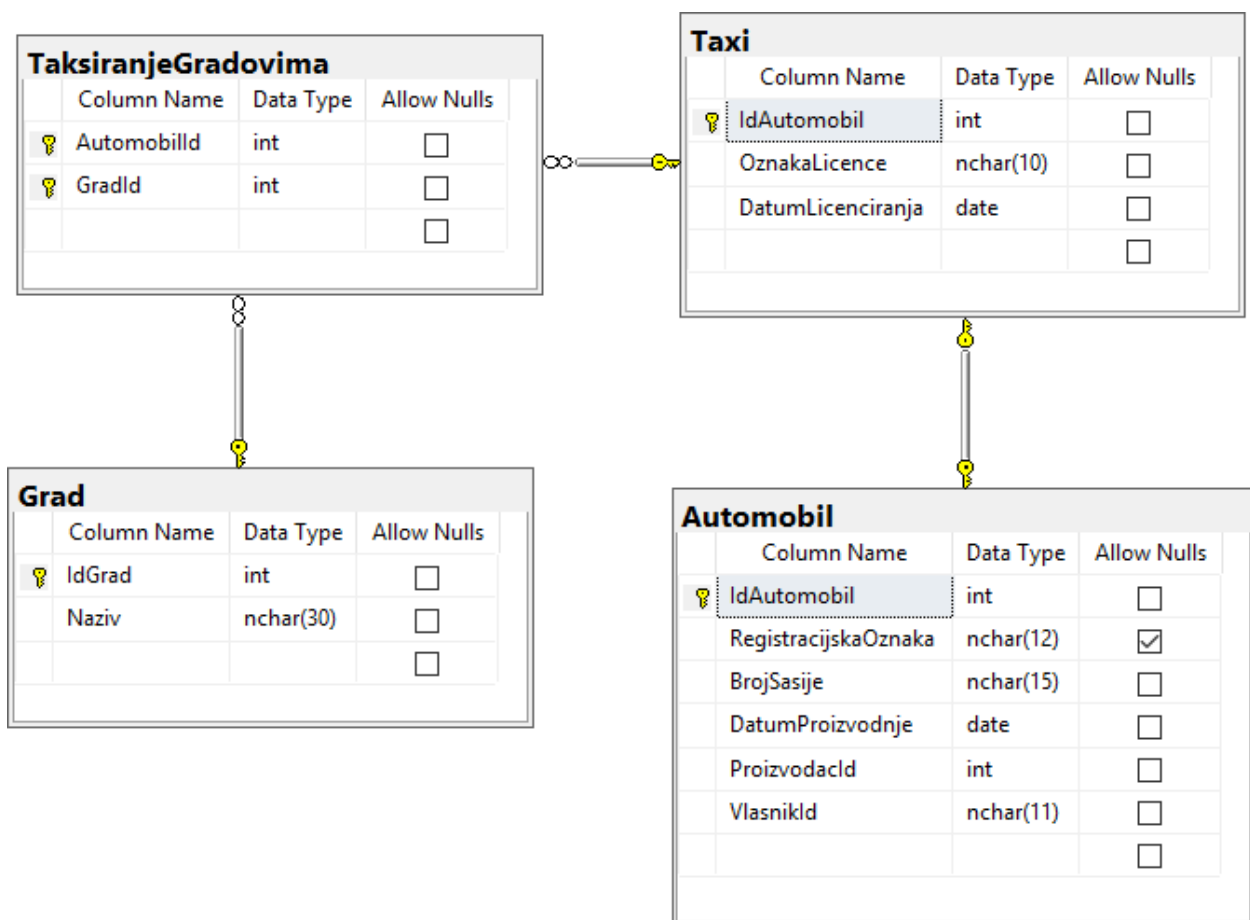 TaksiranjeGradovima
Column Name Data Type Allow Nulls
AutomobilId int
GradId int
Taxi
Column Name Data Type Allow Nulls
IdAutomobil int
OznakaLicence nchar(10)
DatumLicenciranja date
Grad
Column Name Data Type Allow Nulls
IdGrad int
Naziv nchar(30)
Automobil
Column Name Data Type Allow Nulls
IdAutomobil int
RegistracijskaOznaka nchar(12)
BrojSasije nchar(15)
DatumProizvodnje date
ProizvodacId int
VlasnikId nchar(11)